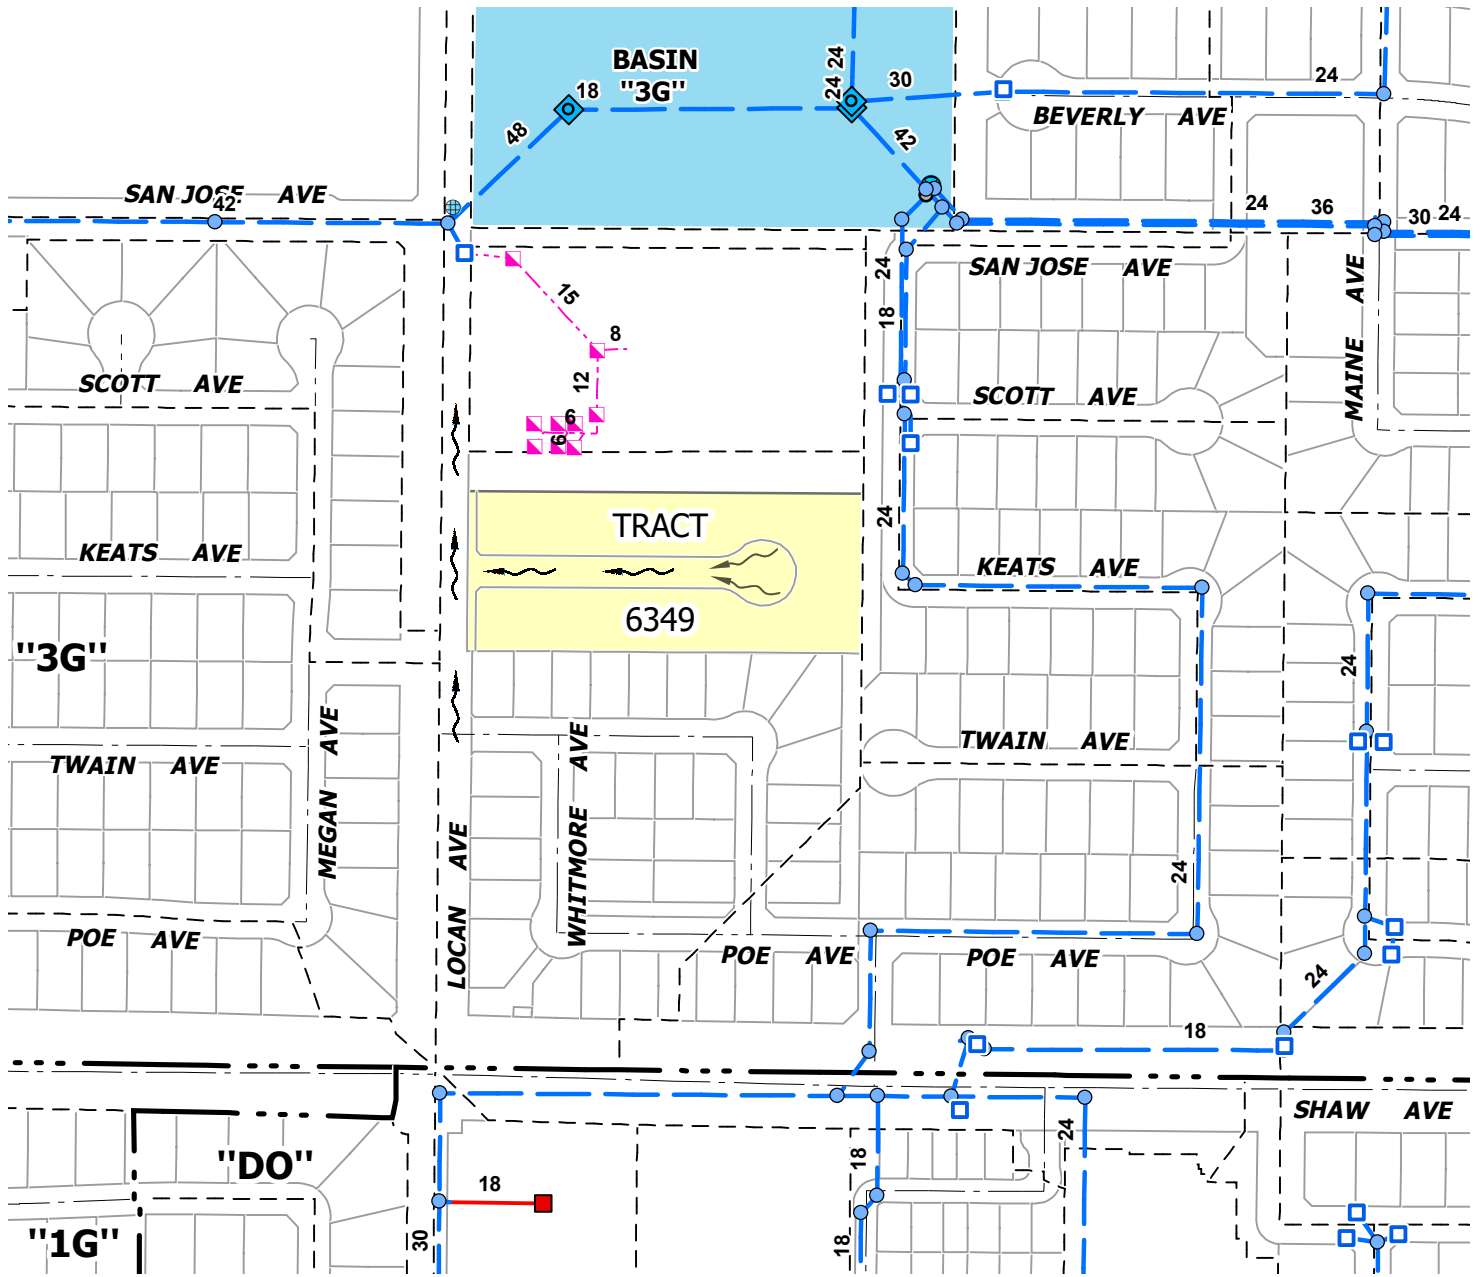 BASIN
"3G"
18
48
24
24
30
42
24
BEVERLY AVE
SAN JOSE AVE
42
24
36
30
24
SAN JOSE AVE
24
18
15
8
12
6
6
MAINE AVE
SCOTT AVE
SCOTT AVE
24
KEATS AVE
TRACT
6349
KEATS AVE
"3G"
24
TWAIN AVE
MEGAN AVE
WHITMORE AVE
TWAIN AVE
LOCAN AVE
24
POE AVE
POE AVE
POE AVE
24
18
SHAW AVE
24
18
"DO"
18
"1G"
30
18